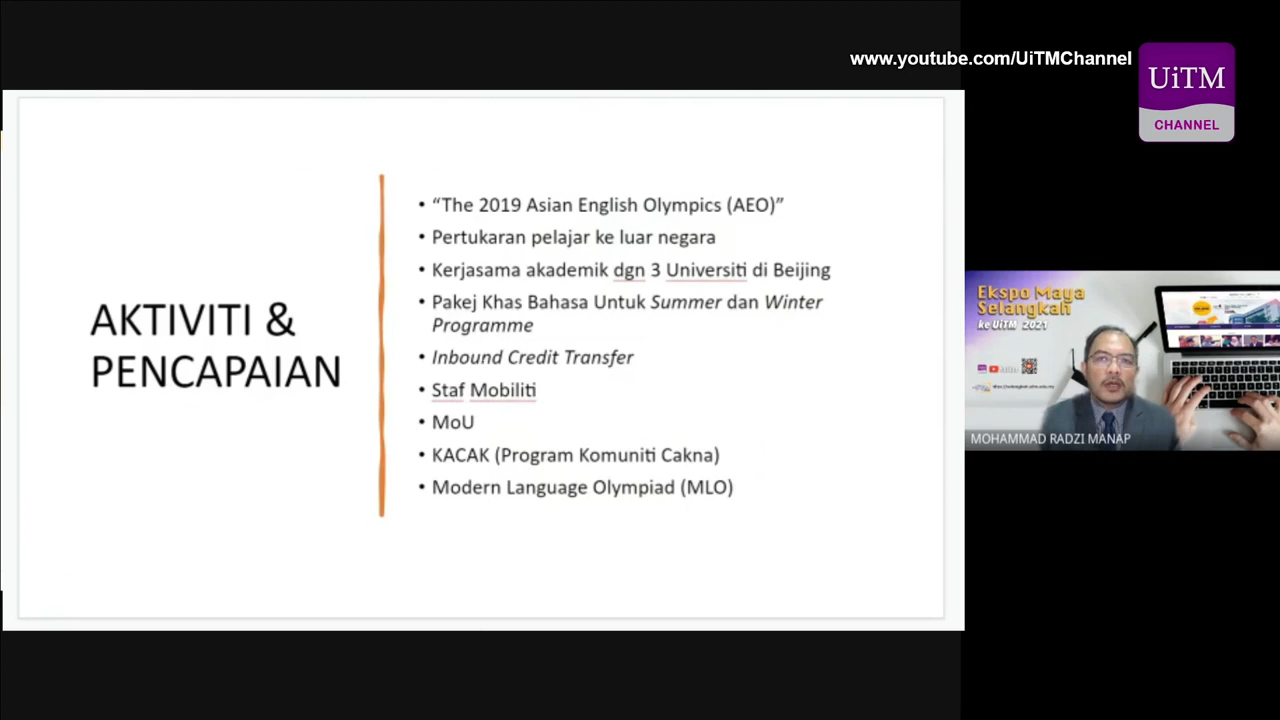 www.youtube.com/UiTMChannel
UiTM
CHANNEL
AKTIVITI &
PENCAPAIAN
• “The 2019 Asian English Olympics (AEO)”
• Pertukaran pelajar ke luar negara
• Kerjasama akademik dgn 3 Universiti di Beijing
• Pakej Khas Bahasa Untuk Summer dan Winter
Programme
• Inbound Credit Transfer
• Staf Mobiliti
• MoU
• KACAK (Program Komuniti Cakna)
• Modern Language Olympiad (MLO)
Ekspo Maya
Selangkah
ke UiTM 2021
MOHAMMAD RADZI MANAP